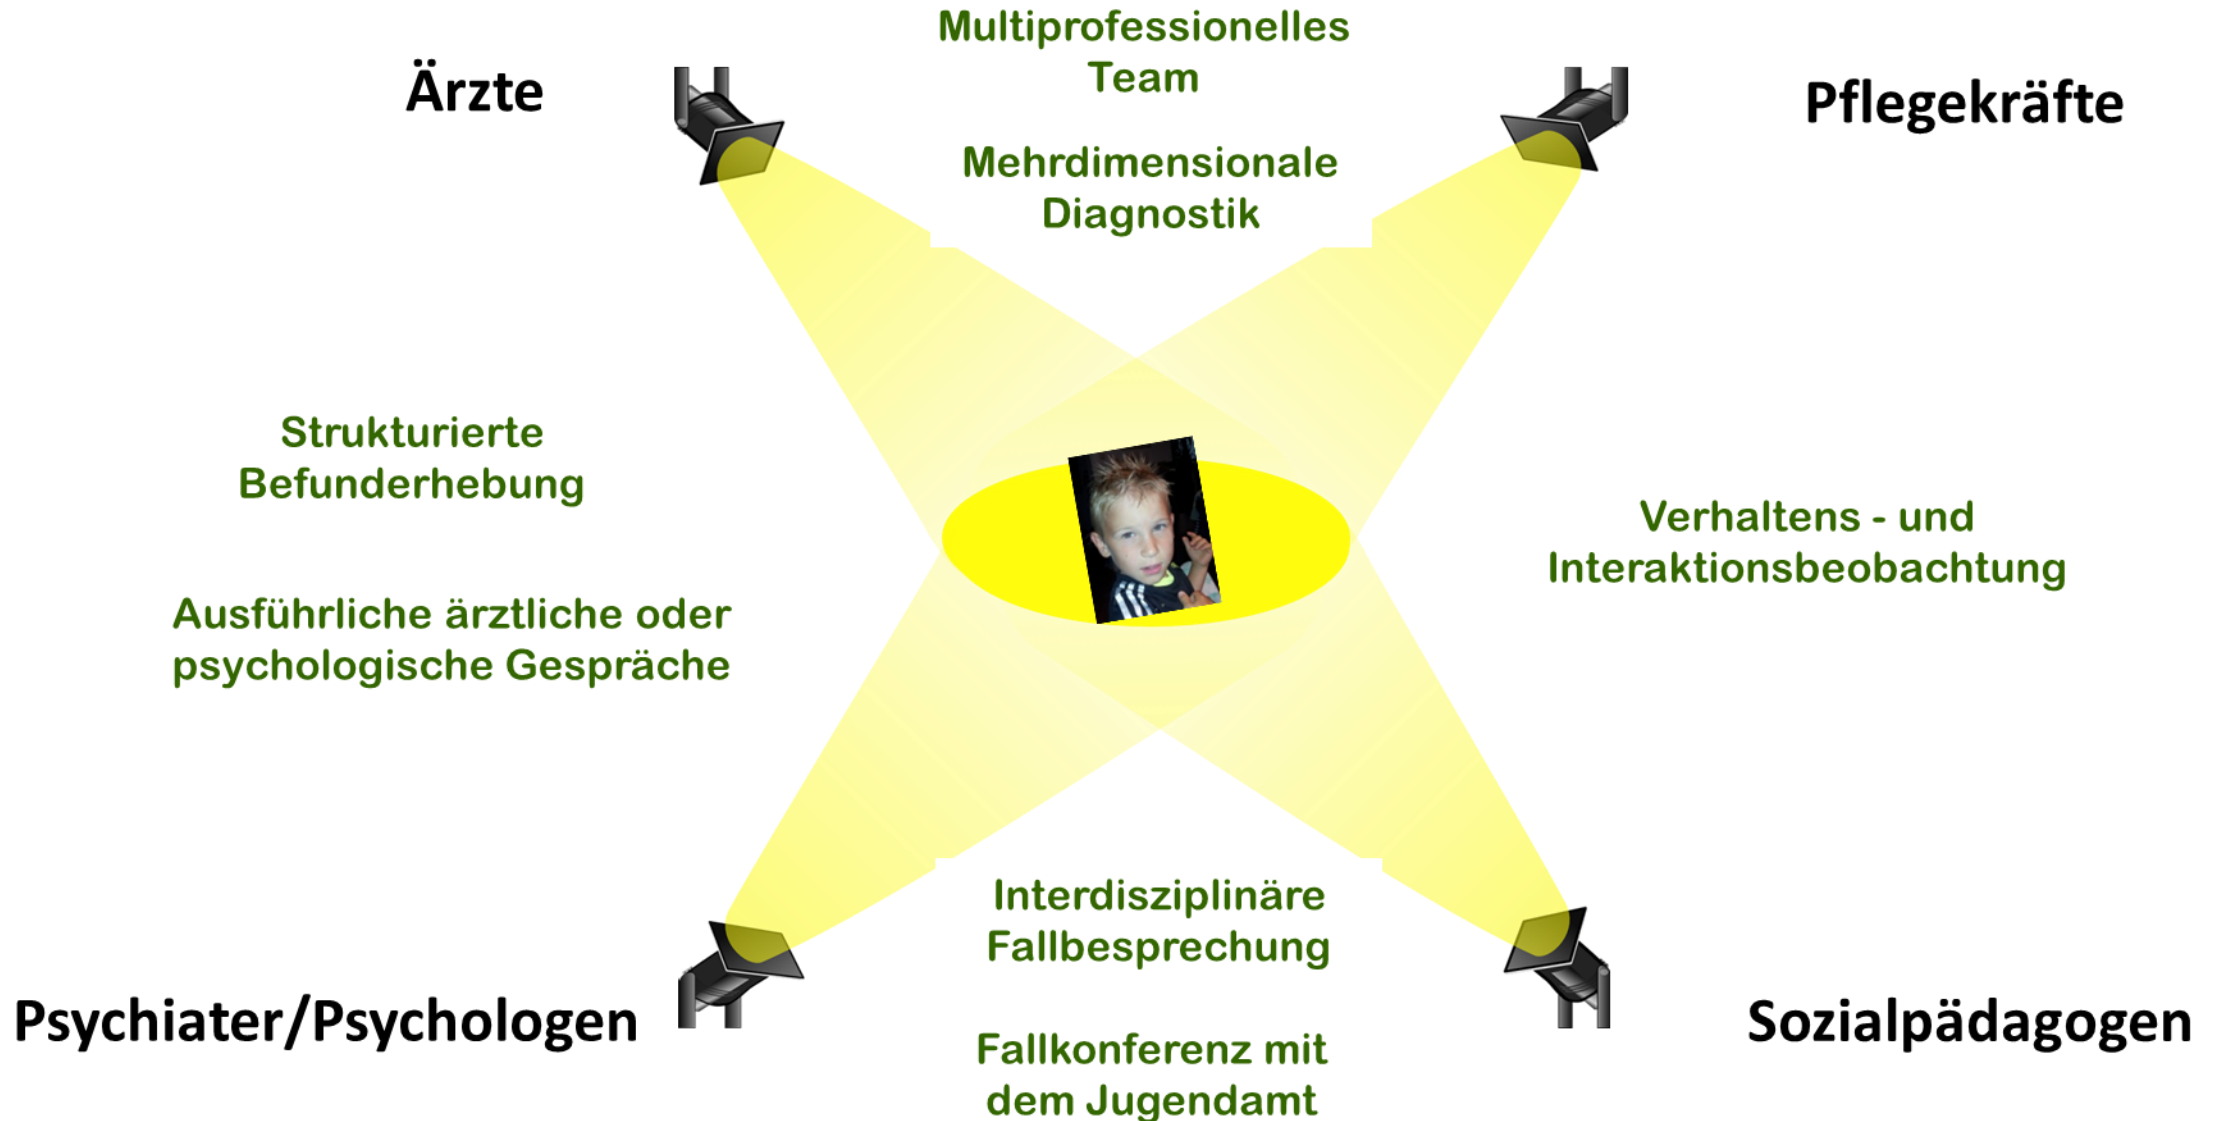 Multiprofessionelles
Team
Ärzte
Pflegekräfte
Mehrdimensionale
Diagnostik
Strukturierte
Befunderhebung
Verhaltens - und
Interaktionsbeobachtung
Ausführliche ärztliche oder
psychologische Gespräche
Interdisziplinäre
Fallbesprechung
Psychiater/Psychologen
Sozialpädagogen
Fallkonferenz mit
dem Jugendamt